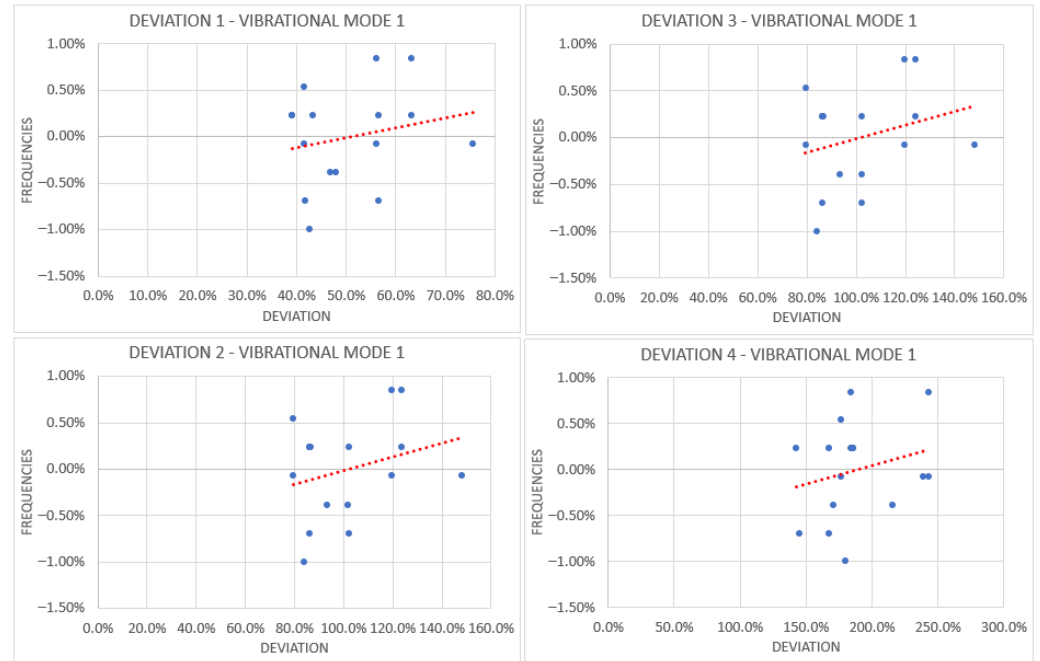 DEVIATION 1 - VIBRATIONAL MODE 1
1.00%
0.50%
0.00%
−0.50%
−1.00%
−1.50%
FREQUENCIES
0.0% 10.0% 20.0% 30.0% 40.0% 50.0% 60.0% 70.0% 80.0%
DEVIATION
DEVIATION 3 - VIBRATIONAL MODE 1
1.00%
0.50%
0.00%
−0.50%
−1.00%
−1.50%
FREQUENCIES
0.0% 20.0% 40.0% 60.0% 80.0% 100.0% 120.0% 140.0% 160.0%
DEVIATION
DEVIATION 2 - VIBRATIONAL MODE 1
1.00%
0.50%
0.00%
−0.50%
−1.00%
−1.50%
FREQUENCIES
0.0% 20.0% 40.0% 60.0% 80.0% 100.0% 120.0% 140.0% 160.0%
DEVIATION
DEVIATION 4 - VIBRATIONAL MODE 1
1.00%
0.50%
0.00%
−0.50%
−1.00%
−1.50%
FREQUENCIES
0.0% 50.0% 100.0% 150.0% 200.0% 250.0% 300.0%
DEVIATION